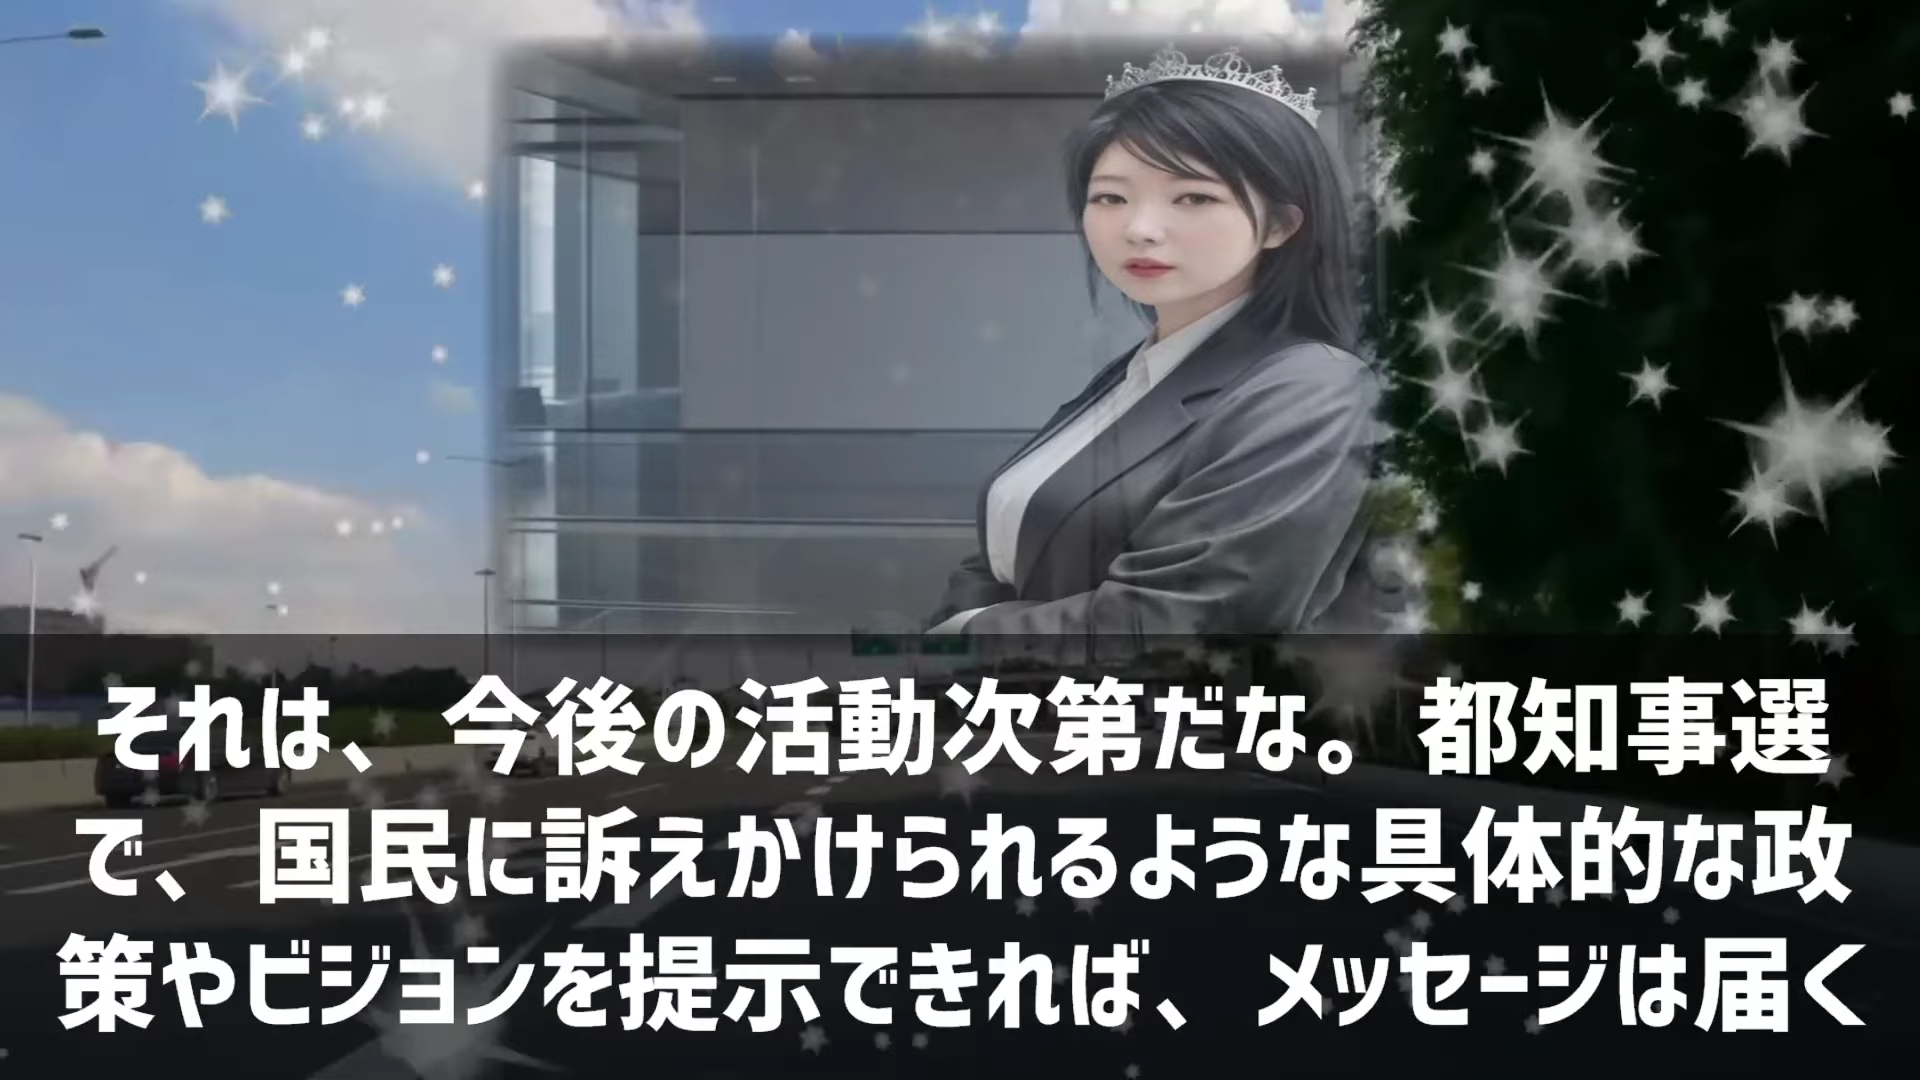 それは、今後の活動次第だな。都知事選
で、国民に訴えかけられるような具体的な政
策やビジョンを提示できれば、メッセージは届く